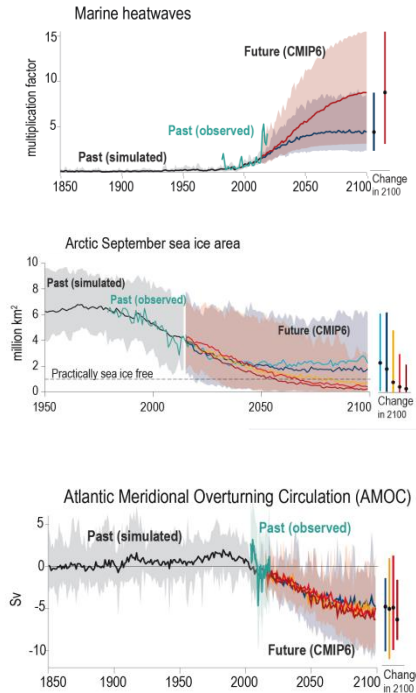 Marine heatwaves
multiplication factor
15
10
5
Future (CMIP6)
Past (observed)
Past (simulated)
1850
1900
1950
2000
2050
2100
Change
in 2100
Arctic September sea ice area
million km²
10
8
6
4
2
0
Past (simulated)
Past (observed)
Future (CMIP6)
Practically sea ice free
1950
2000
2050
2100
Change
in 2100
Atlantic Meridional Overturning Circulation (AMOC)
Sv
5
0
-5
-10
Past (simulated)
Past (observed)
Future (CMIP6)
1850
1900
1950
2000
2050
2100
Change
in 2100